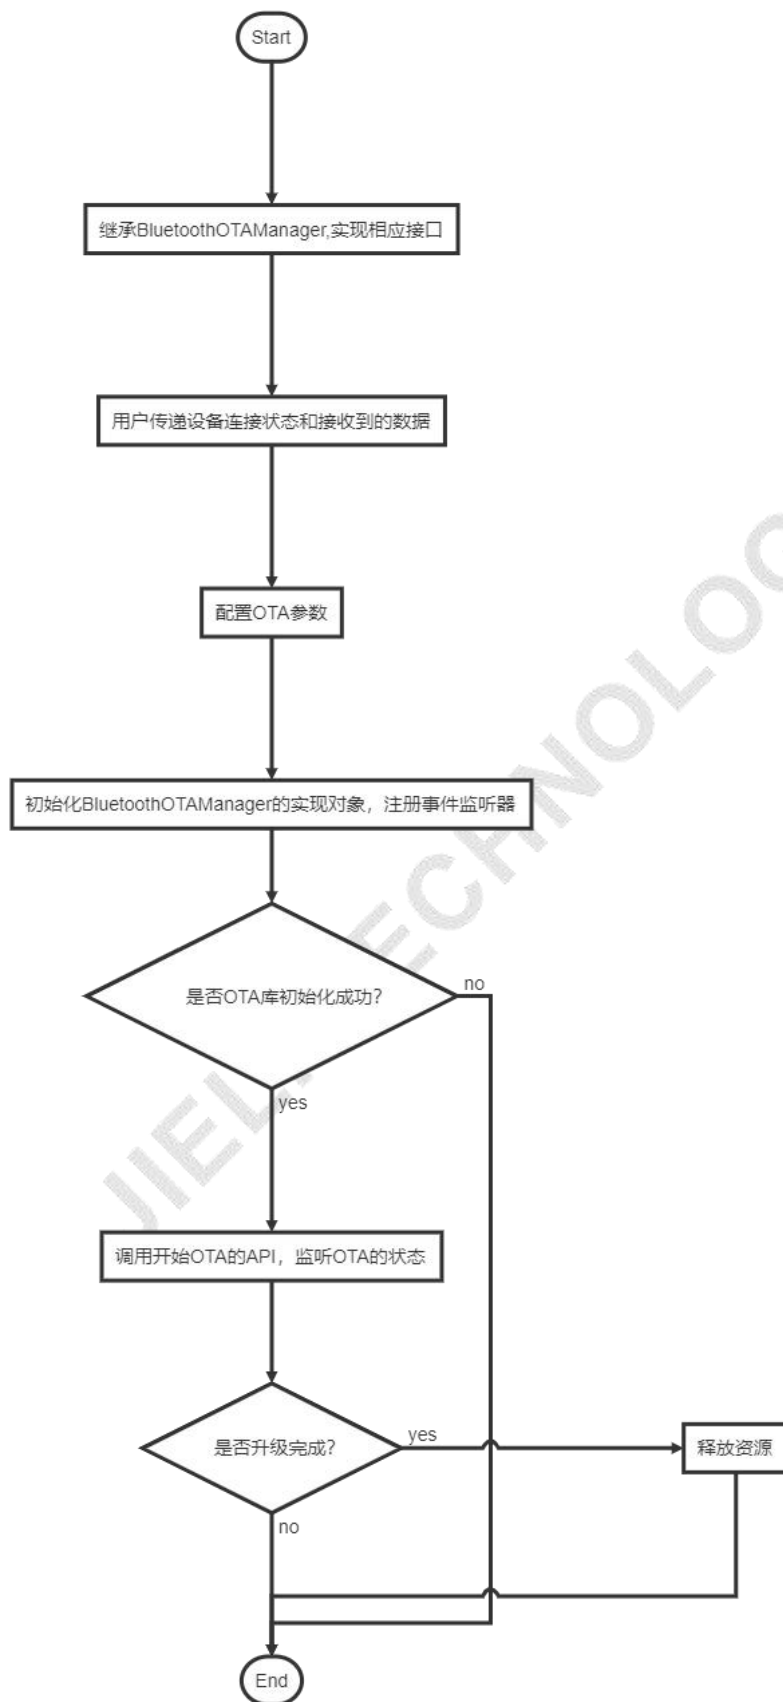 Start
继承BluetoothOTAManager,实现相应接口
用户传递设备连接状态和接收到的数据
配置OTA参数
初始化BluetoothOTAManager的实现对象，注册事件监听器
是否OTA库初始化成功?
no
yes
调用开始OTA的API，监听OTA的状态
是否升级完成?
yes
释放资源
no
End